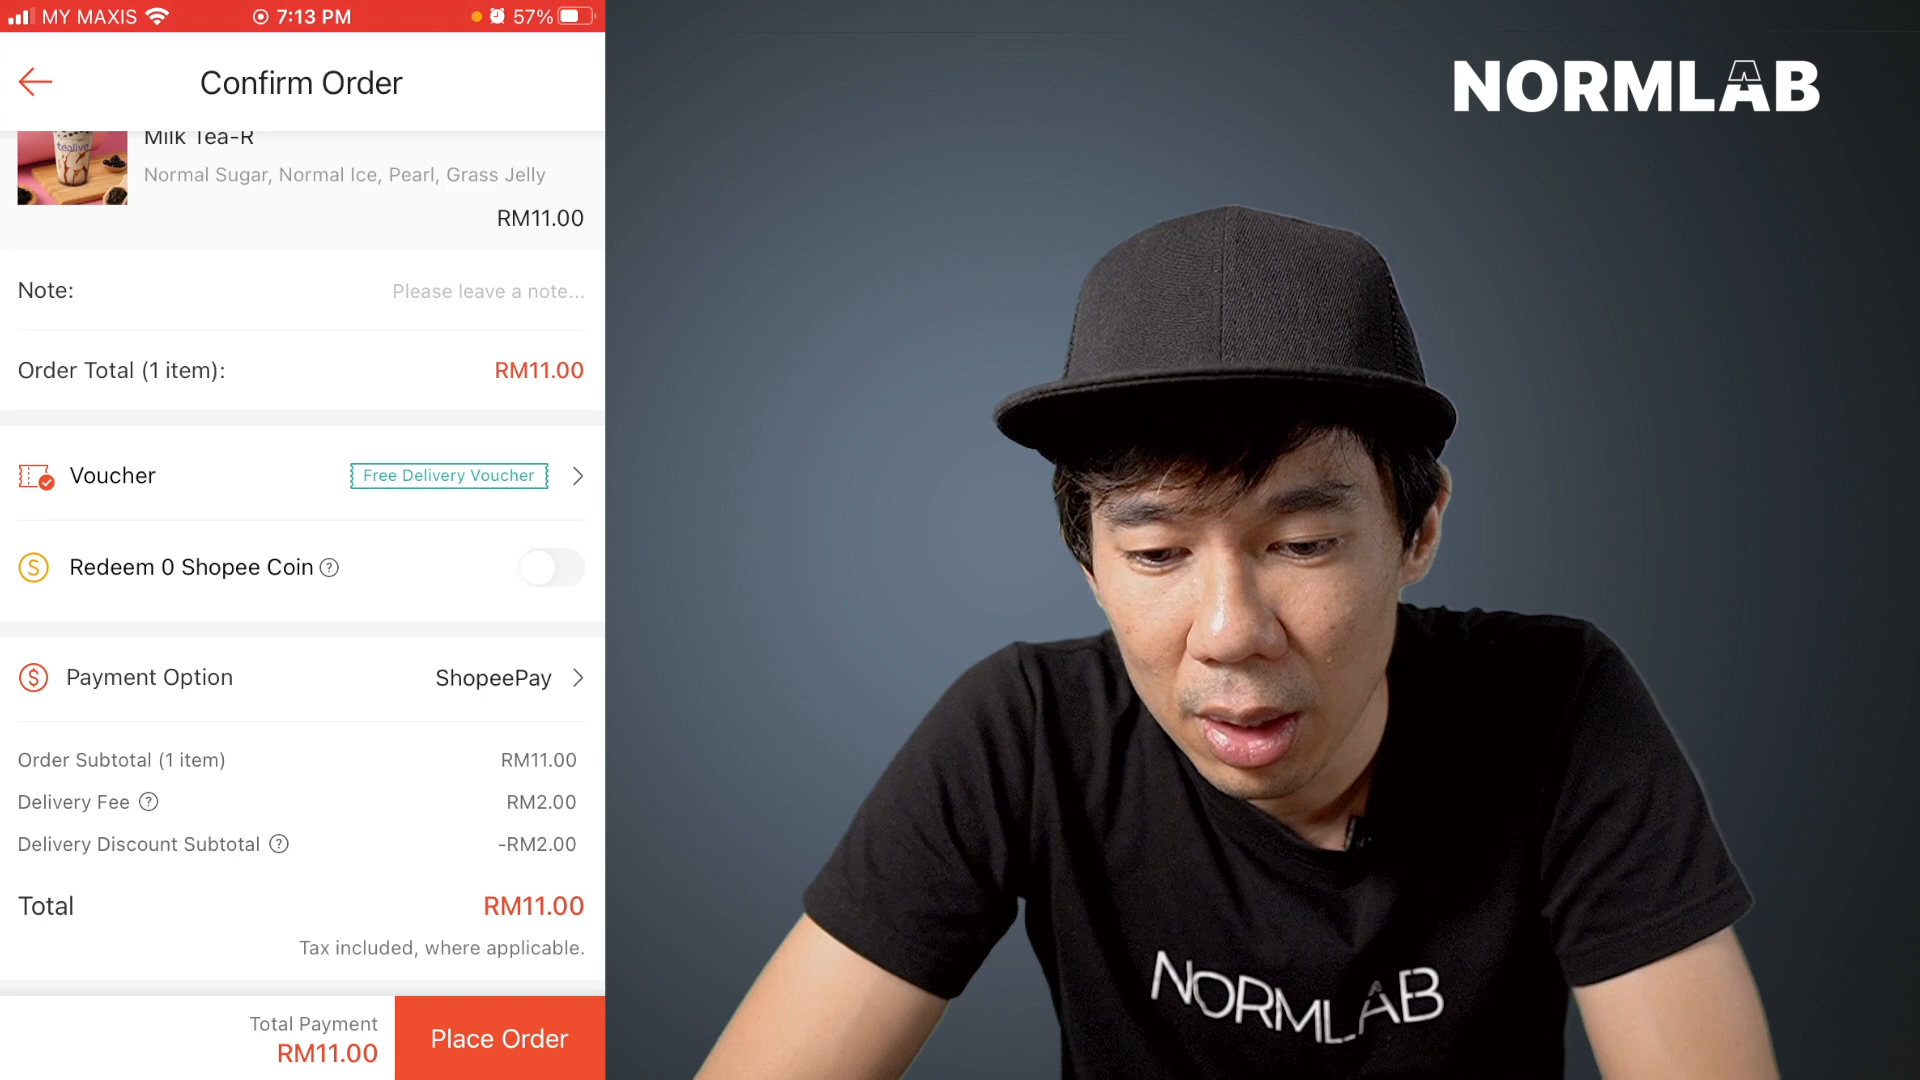 MY MAXIS 7:13 PM 57%
Confirm Order
tealive
Milk Tea-R
Normal Sugar, Normal Ice, Pearl, Grass Jelly
RM11.00
Note: Please leave a note...
Order Total (1 item): RM11.00
Voucher Free Delivery Voucher
Redeem 0 Shopee Coin
Payment Option ShopeePay
Order Subtotal (1 item) RM11.00
Delivery Fee RM2.00
Delivery Discount Subtotal -RM2.00
Total RM11.00
Tax included, where applicable.
Total Payment
RM11.00
Place Order
NORMLAB
NORMLAB